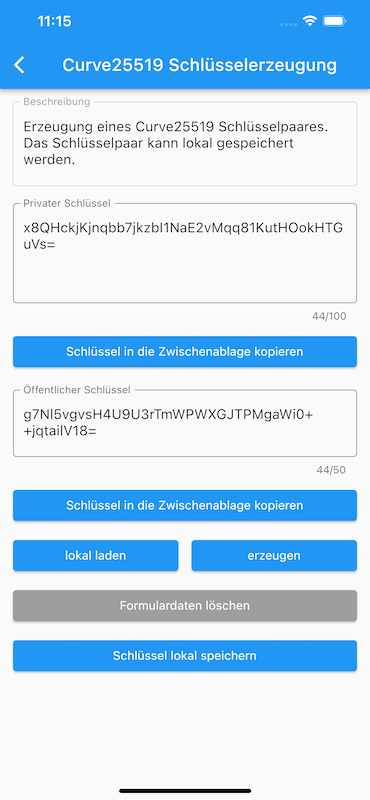 11:15
Curve25519 Schlüsselerzeugung
Beschreibung
Erzeugung eines Curve25519 Schlüsselpaares.
Das Schlüsselpaar kann lokal gespeichert
werden.
Privater Schlüssel
x8QHckjKjnqbb7jkzbI1NaE2vMqq81KutHOokHTG
uVs=
44/100
Schlüssel in die Zwischenablage kopieren
Öffentlicher Schlüssel
g7Nl5vgvsH4U9U3rTmWPWXGJTPMgaWi0+
+jqtailV18=
44/50
Schlüssel in die Zwischenablage kopieren
lokal laden
erzeugen
Formulardaten löschen
Schlüssel lokal speichern